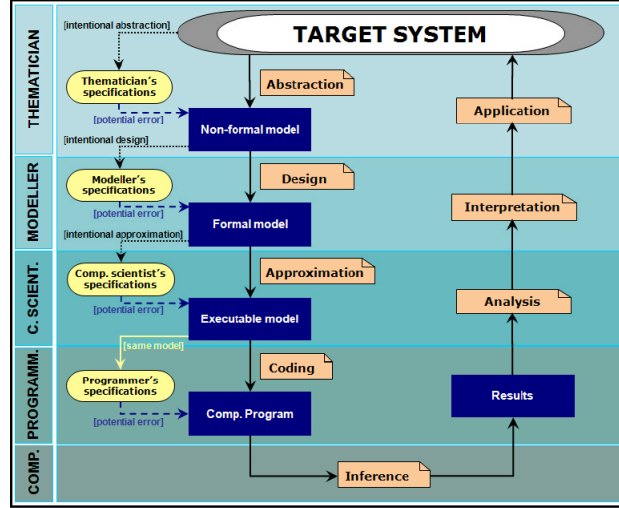 THEMATICIAN
[intentional abstraction]
TARGET SYSTEM
Thematician's
specifications
Abstraction
[potential error]
Non-formal model
Application
[intentional design]
MODELLER
Modeller's
specifications
Design
[potential error]
Formal model
Interpretation
[intentional approximation]
C. SCIENT.
Comp. scientist's
specifications
Approximation
[potential error]
Executable model
Analysis
[same model]
PROGRAMM.
Coding
Programmer's
specifications
[potential error]
Comp. Program
Results
COMP.
Inference